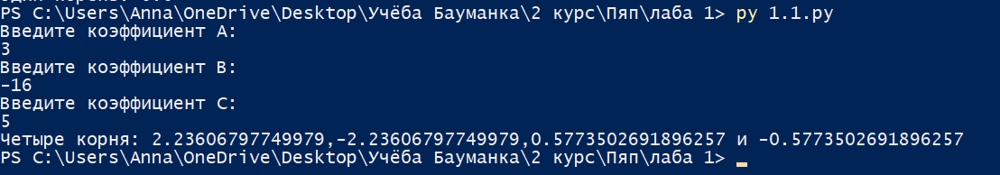 PS C:\Users\Anna\OneDrive\Desktop\Учёба Бауманка\2 курс\Пяп\лаба 1> py 1.1.py
Введите коэффициент A:
3
Введите коэффициент B:
-16
Введите коэффициент C:
5
Четыре корня: 2.23606797749979,-2.23606797749979,0.5773502691896257 и -0.5773502691896257
PS C:\Users\Anna\OneDrive\Desktop\Учёба Бауманка\2 курс\Пяп\лаба 1>